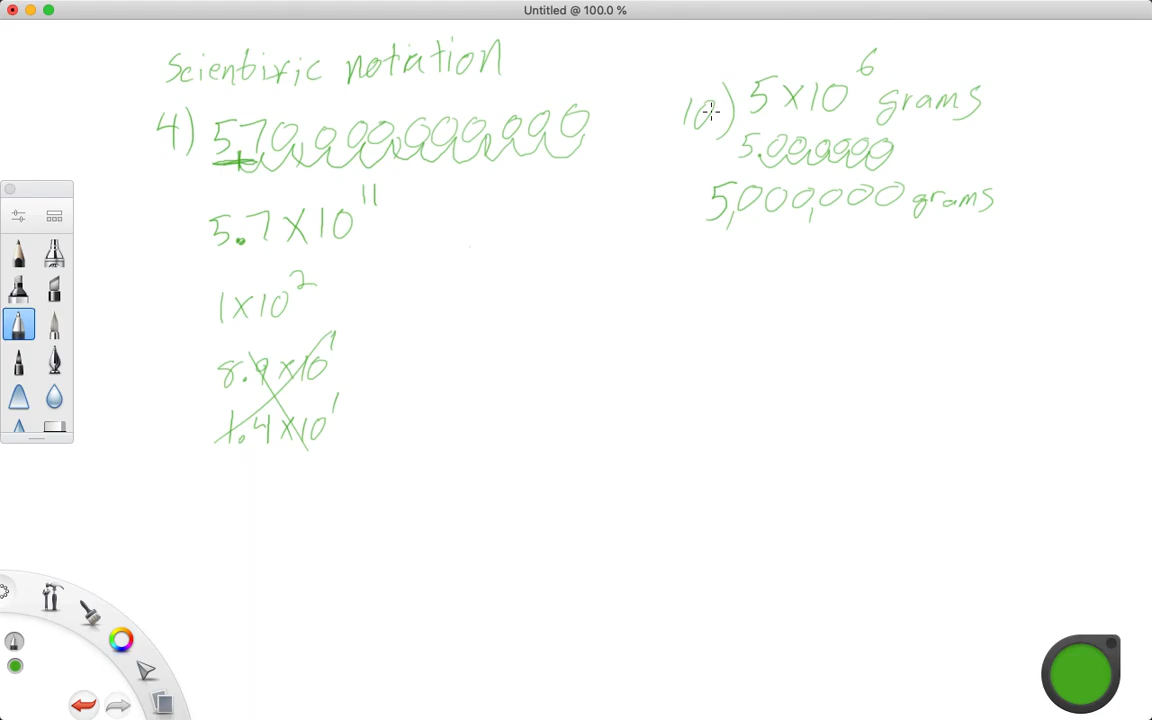 Untitled @ 100.0 %
Scientific notation
4) 570,000,000,000
5.7 X 10^11
1 X 10^2
8.9 X 10^1
1.4 X 10^1
10) 5 X 10^6 grams
5.000000
5,000,000 grams